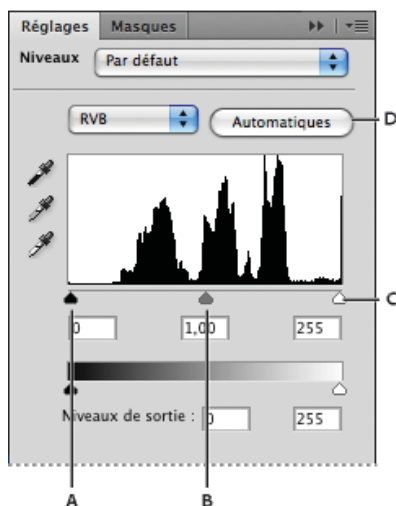 Réglages Masques
Niveaux Par défaut
RVB Automatiques D
C
0 1,00 255
Niveaux de sortie : 0 255
A B